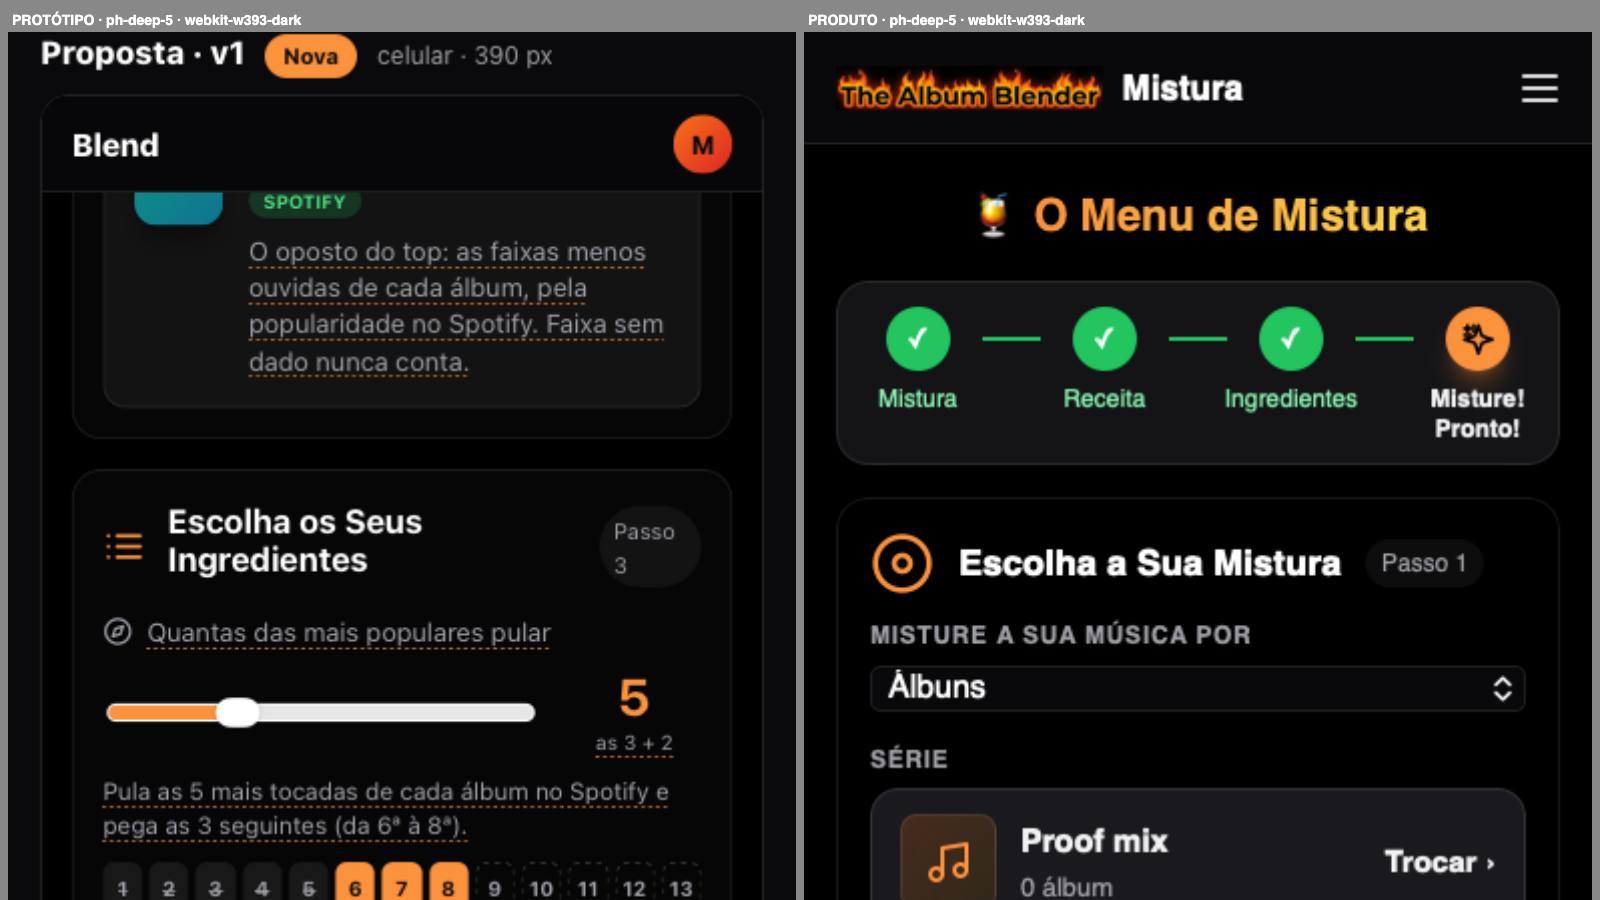 PROTÓTIPO · ph-deep-5 · webkit-w393-dark
Proposta · v1 Nova celular · 390 px
Blend M
SPOTIFY
O oposto do top: as faixas menos
ouvidas de cada álbum, pela
popularidade no Spotify. Faixa sem
dado nunca conta.
Escolha os Seus
Ingredientes
Passo
3
Quantas das mais populares pular
5
as 3 + 2
Pula as 5 mais tocadas de cada álbum no Spotify e
pega as 3 seguintes (da 6ª à 8ª).
1 2 3 4 5 6 7 8 9 10 11 12 13
PRODUTO · ph-deep-5 · webkit-w393-dark
The Album Blender Mistura
O Menu de Mistura
Mistura Receita Ingredientes Misture!
Pronto!
Escolha a Sua Mistura Passo 1
MISTURE A SUA MÚSICA POR
Álbuns
SÉRIE
Proof mix
0 álbum
Trocar ›